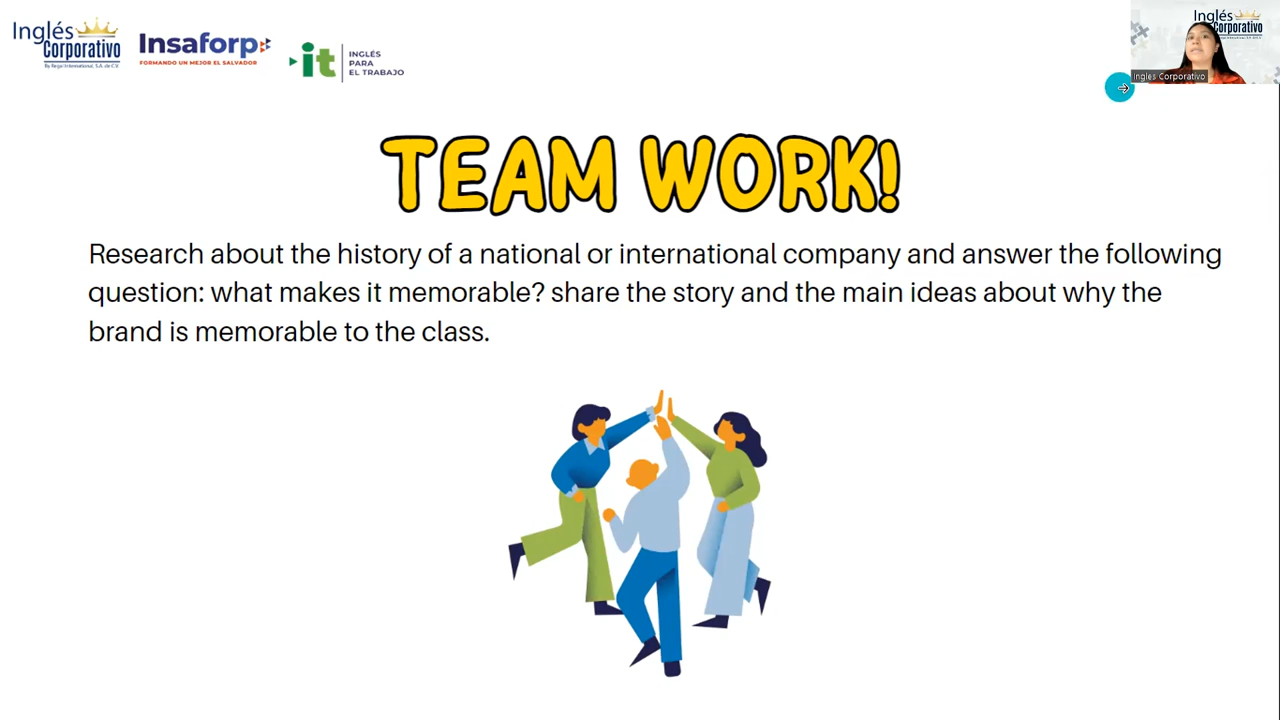 Inglés
Corporativo
By Regal International, S.A. de C.V.
Insaforp
FORMANDO UN MEJOR EL SALVADOR
it
INGLÉS
PARA
EL TRABAJO
Inglés
Corporativo
Ingles Corporativo
TEAM WORK!
Research about the history of a national or international company and answer the following
question: what makes it memorable? share the story and the main ideas about why the
brand is memorable to the class.